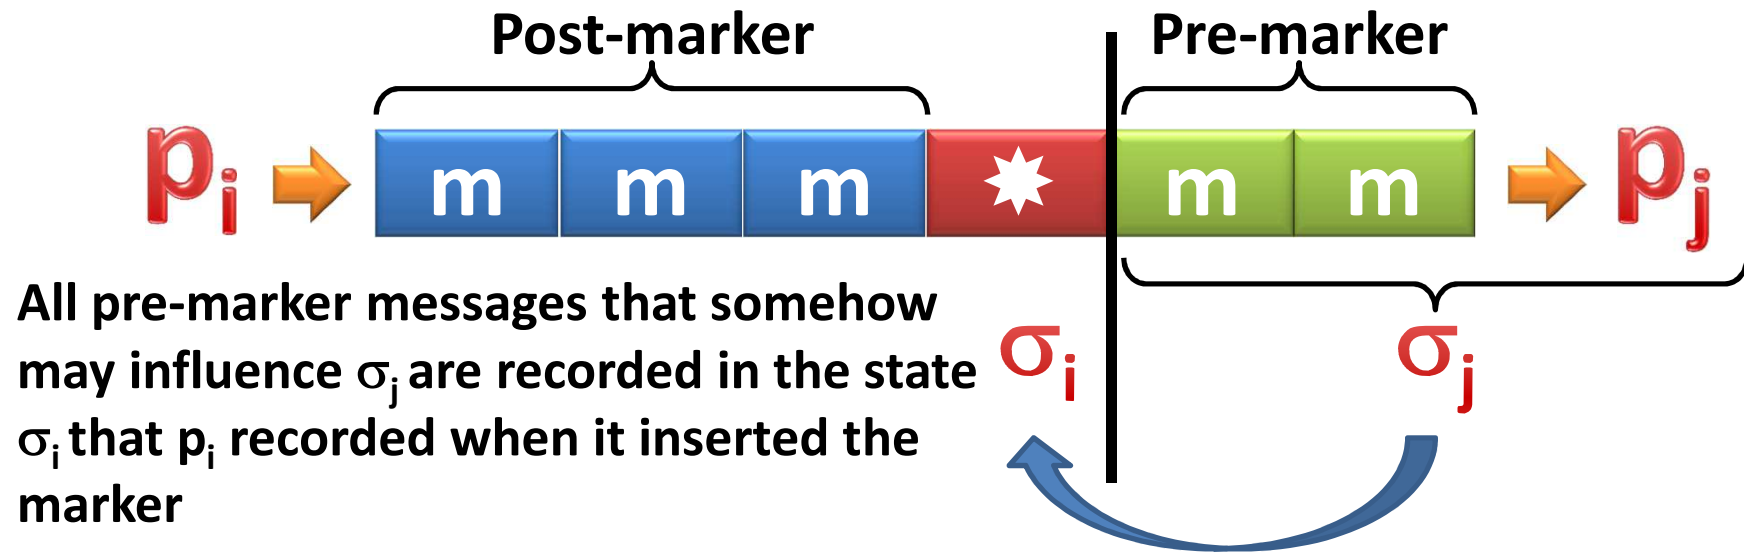 Post-marker Pre-marker
pi m m m m m pj
All pre-marker messages that somehow
may influence σj are recorded in the state
σi that pi recorded when it inserted the
marker
σi σj